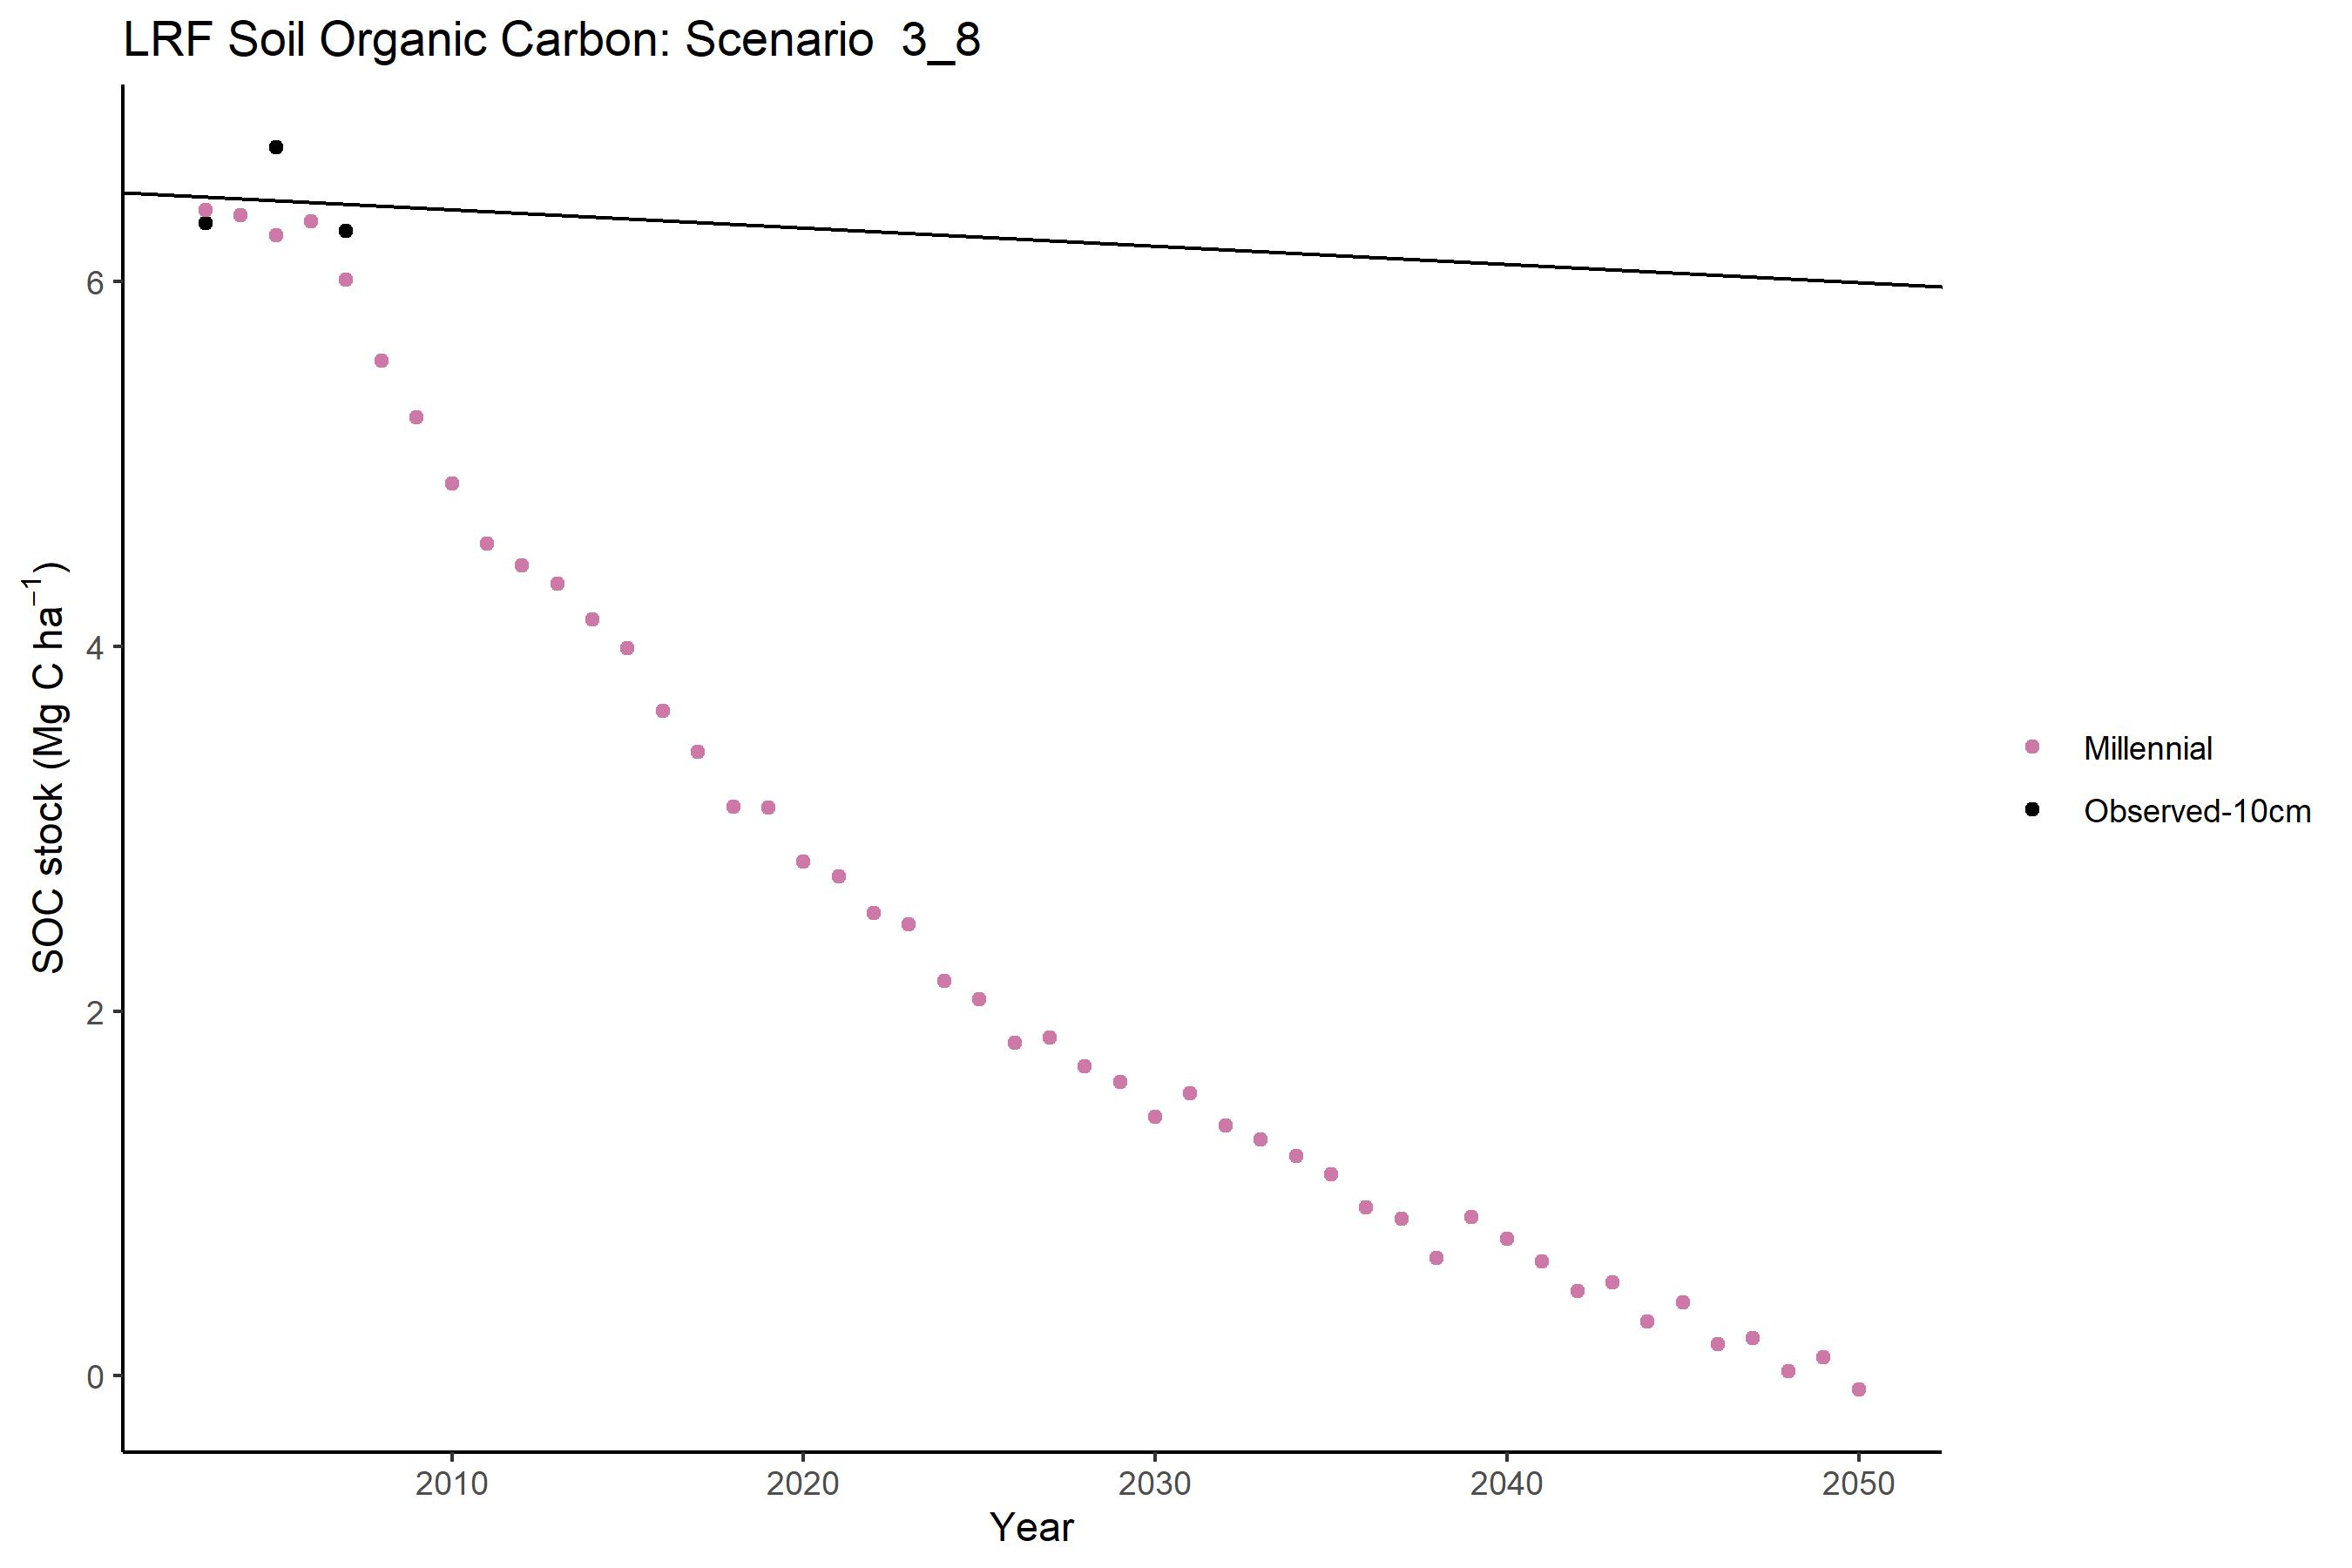 LRF Soil Organic Carbon: Scenario  3_8
SOC stock (Mg C ha⁻¹)
6
4
2
0
2010
2020
2030
2040
2050
Year
Millennial
Observed-10cm